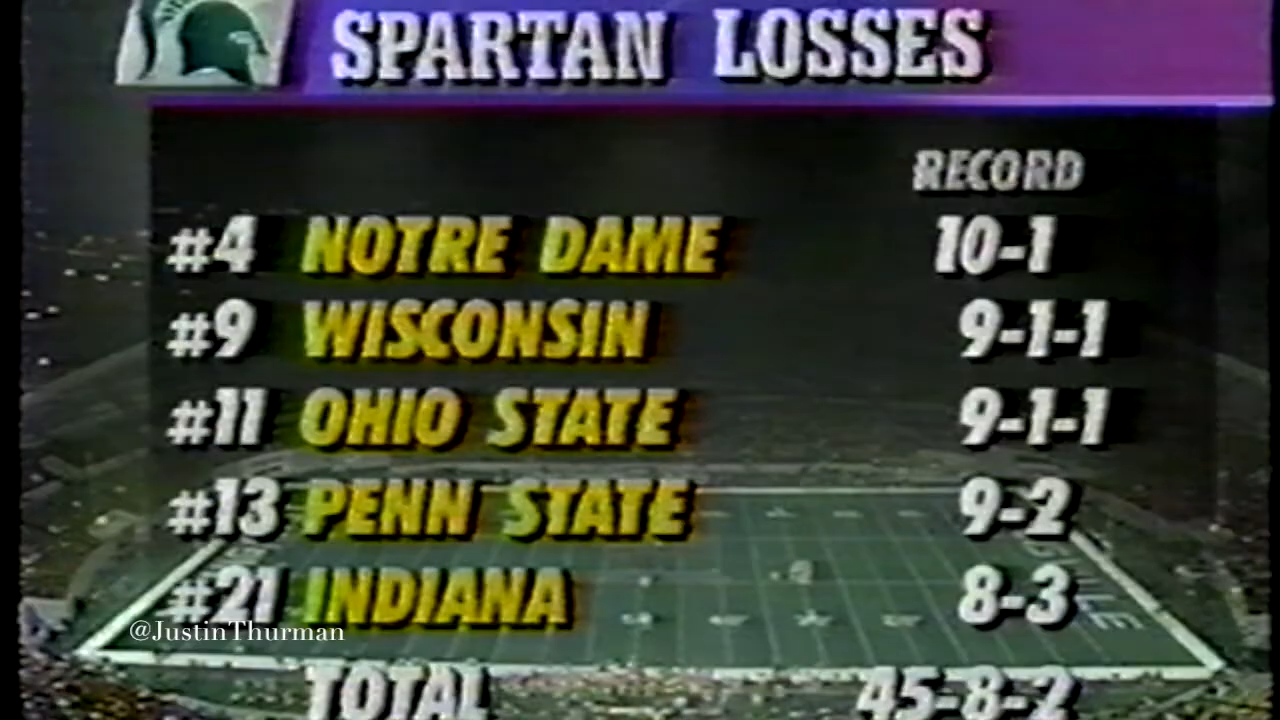 SPARTAN LOSSES
RECORD
#4 NOTRE DAME 10-1
#9 WISCONSIN 9-1-1
#11 OHIO STATE 9-1-1
#13 PENN STATE 9-2
#21 INDIANA 8-3
@JustinThurman
TOTAL 45-8-2